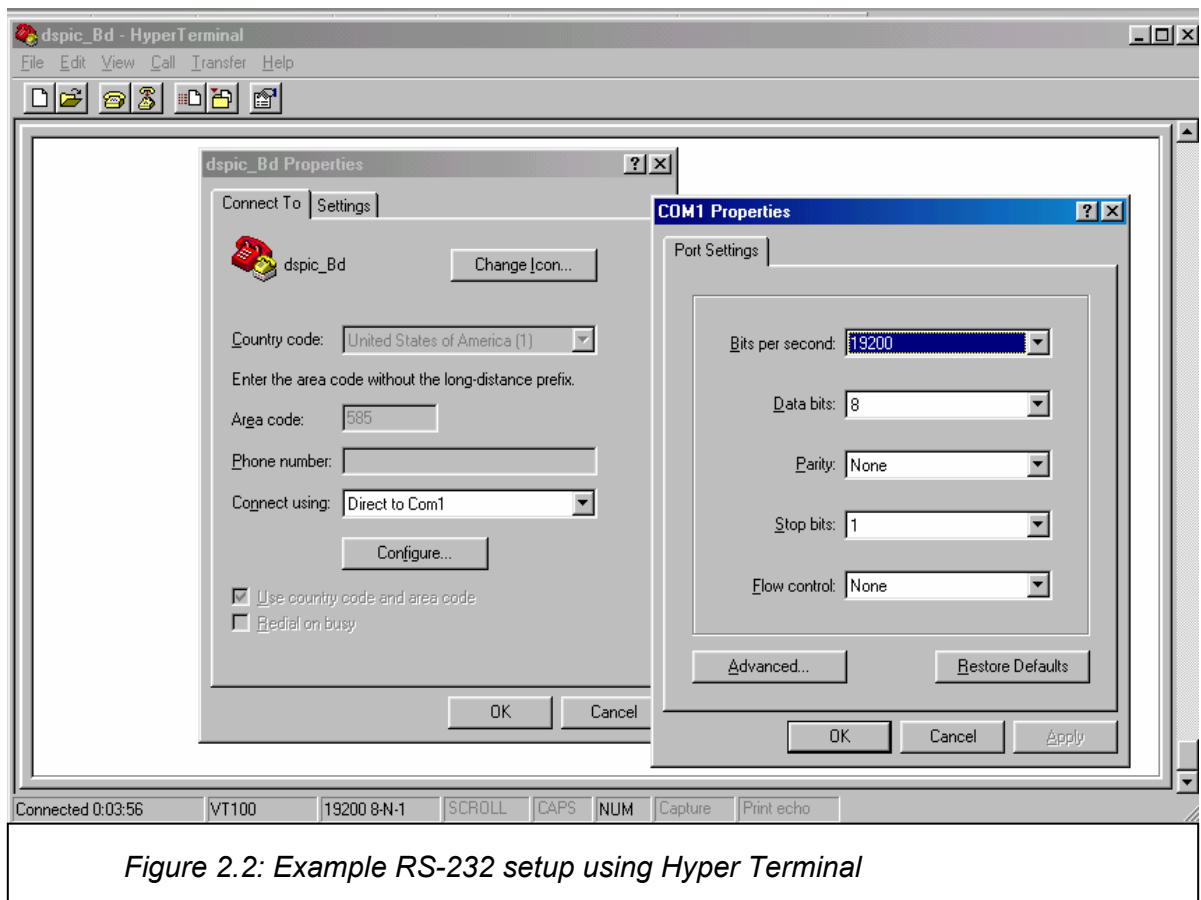 dspic_Bd - HyperTerminal
File Edit View Call Transfer Help
dspic_Bd Properties
Connect To Settings
dspic_Bd
Change Icon...
Country code: United States of America (1)
Enter the area code without the long-distance prefix.
Area code: 585
Phone number:
Connect using: Direct to Com1
Configure...
Use country code and area code
Redial on busy
OK Cancel
COM1 Properties
Port Settings
Bits per second: 19200
Data bits: 8
Parity: None
Stop bits: 1
Flow control: None
Advanced... Restore Defaults
OK Cancel Apply
Connected 0:03:56 VT100 19200 8-N-1 SCROLL CAPS NUM Capture Print echo
Figure 2.2: Example RS-232 setup using Hyper Terminal